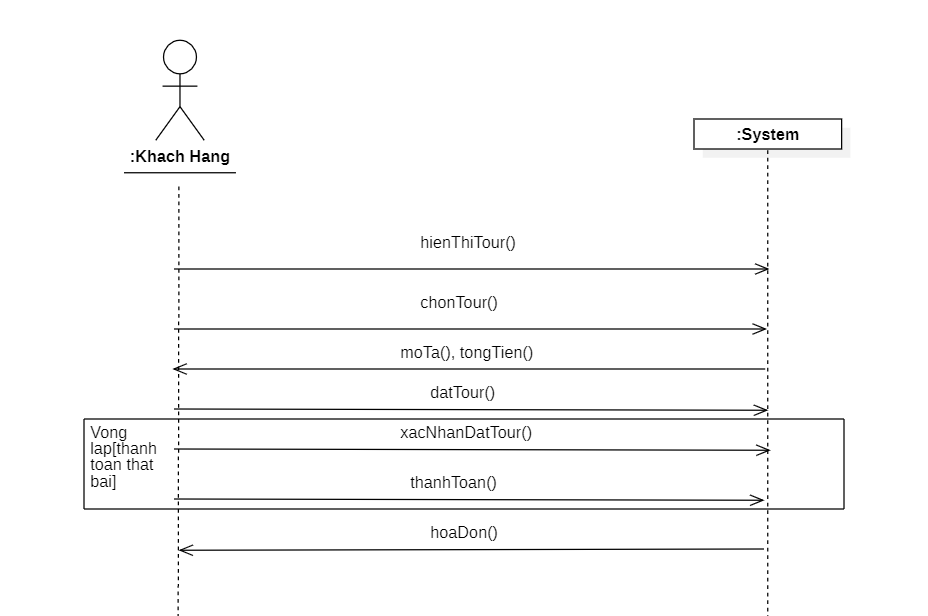 :Khach Hang
:System
hienThiTour()
chonTour()
moTa(), tongTien()
datTour()
Vong
lap[thanh
toan that
bai]
xacNhanDatTour()
thanhToan()
hoaDon()